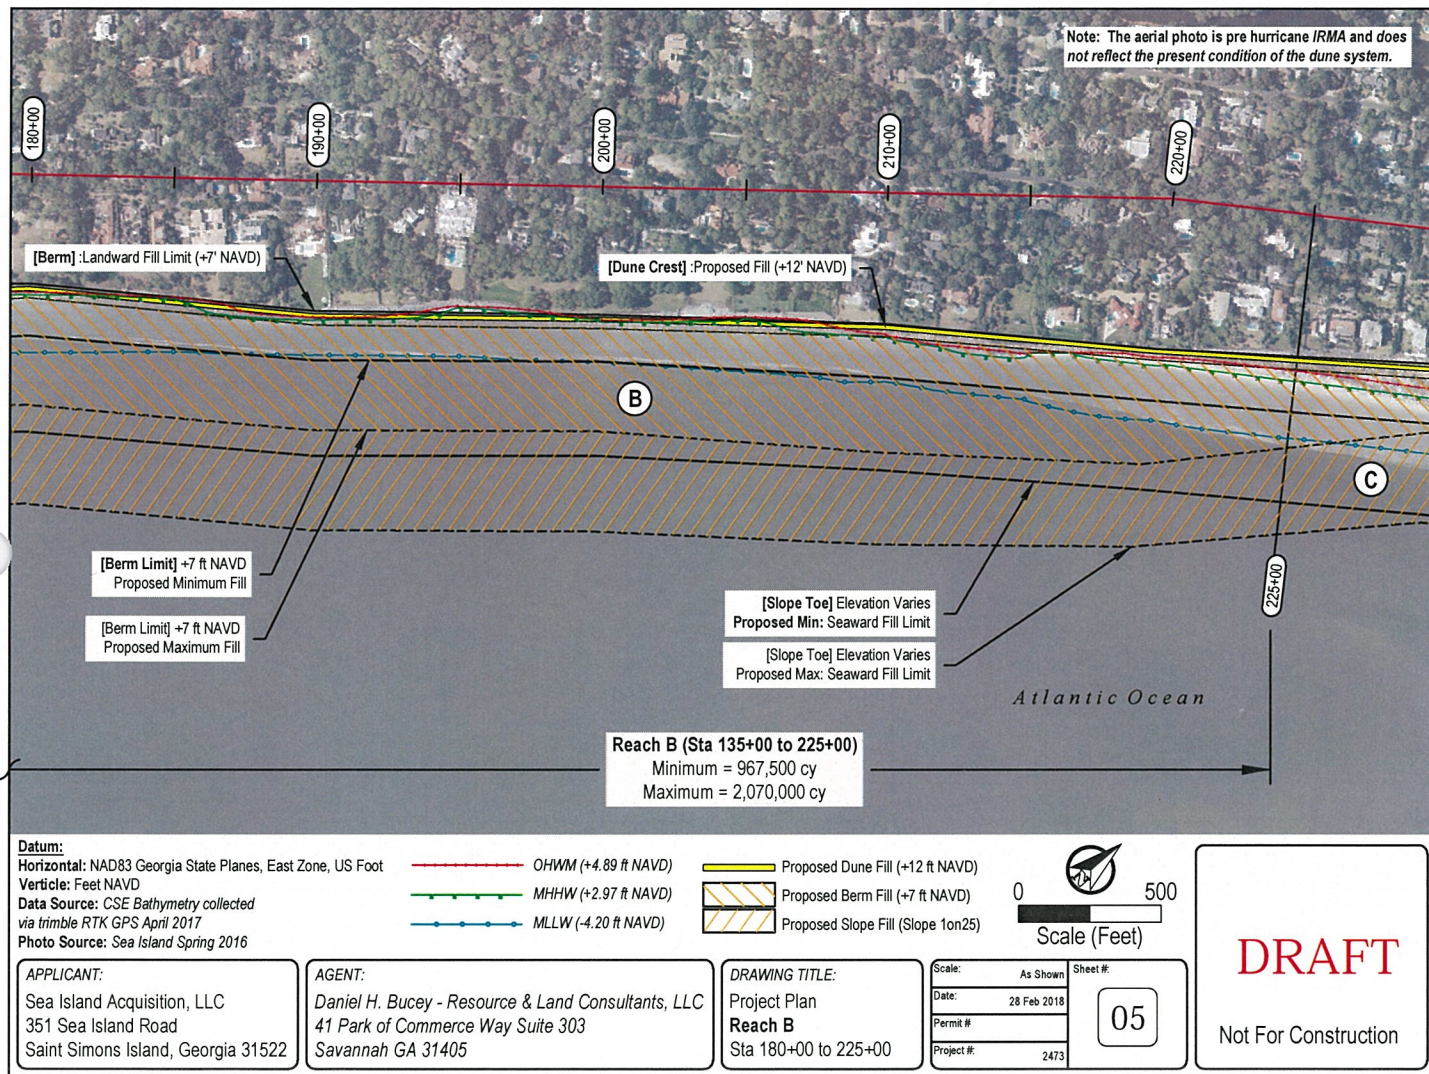 Note: The aerial photo is pre hurricane IRMA and does
not reflect the present condition of the dune system.
180+00
190+00
200+00
210+00
220+00
[Berm] :Landward Fill Limit (+7' NAVD)
[Dune Crest] :Proposed Fill (+12' NAVD)
B
C
[Berm Limit] +7 ft NAVD
Proposed Minimum Fill
[Berm Limit] +7 ft NAVD
Proposed Maximum Fill
[Slope Toe] Elevation Varies
Proposed Min: Seaward Fill Limit
[Slope Toe] Elevation Varies
Proposed Max: Seaward Fill Limit
225+00
Atlantic Ocean
Reach B (Sta 135+00 to 225+00)
Minimum = 967,500 cy
Maximum = 2,070,000 cy
Datum:
Horizontal: NAD83 Georgia State Planes, East Zone, US Foot
Verticle: Feet NAVD
Data Source: CSE Bathymetry collected
via trimble RTK GPS April 2017
Photo Source: Sea Island Spring 2016
OHWM (+4.89 ft NAVD)
MHHW (+2.97 ft NAVD)
MLLW (-4.20 ft NAVD)
Proposed Dune Fill (+12 ft NAVD)
Proposed Berm Fill (+7 ft NAVD)
Proposed Slope Fill (Slope 1on25)
0 500
Scale (Feet)
DRAFT
Not For Construction
APPLICANT:
Sea Island Acquisition, LLC
351 Sea Island Road
Saint Simons Island, Georgia 31522
AGENT:
Daniel H. Bucey - Resource & Land Consultants, LLC
41 Park of Commerce Way Suite 303
Savannah GA 31405
DRAWING TITLE:
Project Plan
Reach B
Sta 180+00 to 225+00
Scale: As Shown
Date: 28 Feb 2018
Permit #
Project #: 2473
Sheet #:
05